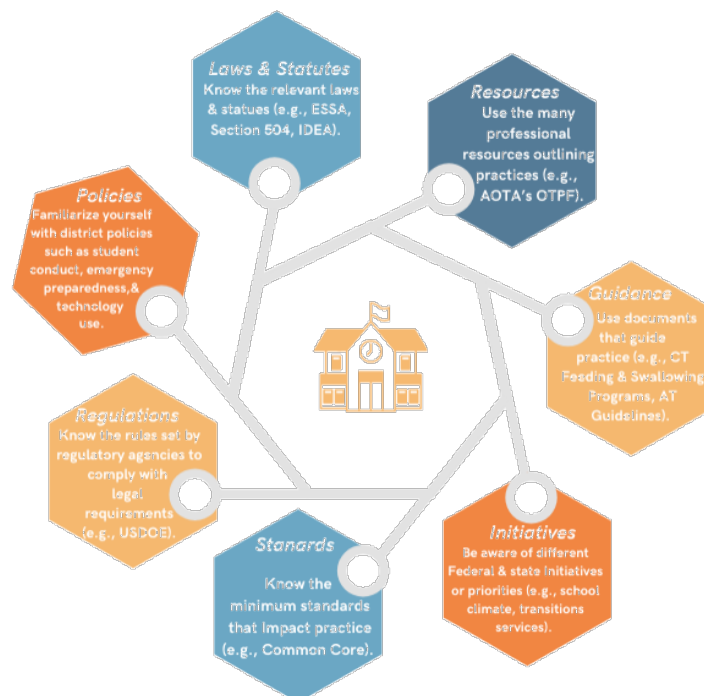 Laws & Statutes
Know the relevant laws
& statues (e.g., ESSA,
Section 504, IDEA).
Resources
Use the many
professional
resources outlining
practices (e.g.,
AOTA's OTPF).
Guidance
Use documents
that guide
practice (e.g., OT
Feeding & Swallowing
Programs, AT
Guidelines).
Initiatives
Be aware of different
Federal & state initiatives
or priorities (e.g., school
climate, transitions
services).
Stanards
Know the
minimum standards
that impact practice
(e.g., Common Core).
Regulations
Know the rules set by
regulatory agencies to
comply with
legal
requirements
(e.g., USDOE).
Policies
Familiarize yourself
with district policies
such as student
conduct, emergency
preparedness,&
technology
use.